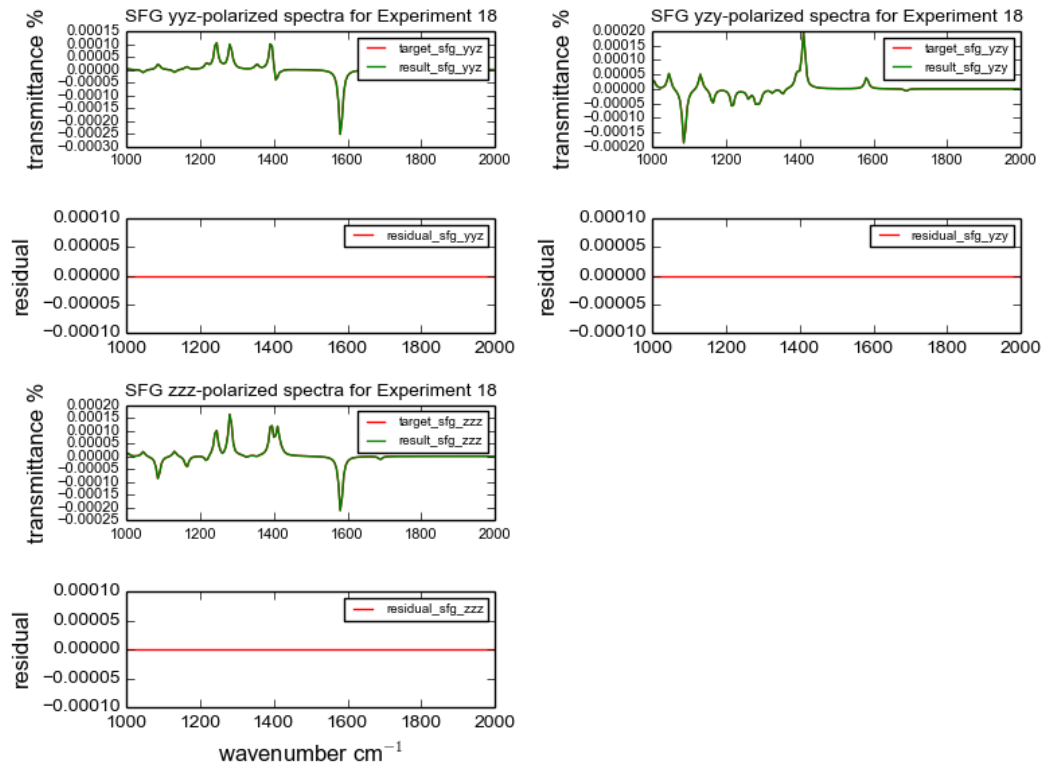 SFG yyz-polarized spectra for Experiment 18
transmittance %
0.00015
0.00010
0.00005
0.00000
−0.00005
−0.00010
−0.00015
−0.00020
−0.00025
−0.00030
target_sfg_yyz
result_sfg_yyz
1000 1200 1400 1600 1800 2000
SFG yzy-polarized spectra for Experiment 18
transmittance %
0.00020
0.00015
0.00010
0.00005
0.00000
−0.00005
−0.00010
−0.00015
−0.00020
target_sfg_yzy
result_sfg_yzy
1000 1200 1400 1600 1800 2000
residual
0.00010
0.00005
0.00000
−0.00005
−0.00010
residual_sfg_yyz
1000 1200 1400 1600 1800 2000
residual
0.00010
0.00005
0.00000
−0.00005
−0.00010
residual_sfg_yzy
1000 1200 1400 1600 1800 2000
SFG zzz-polarized spectra for Experiment 18
transmittance %
0.00020
0.00015
0.00010
0.00005
0.00000
−0.00005
−0.00010
−0.00015
−0.00020
−0.00025
target_sfg_zzz
result_sfg_zzz
1000 1200 1400 1600 1800 2000
residual
0.00010
0.00005
0.00000
−0.00005
−0.00010
residual_sfg_zzz
1000 1200 1400 1600 1800 2000
wavenumber cm⁻¹